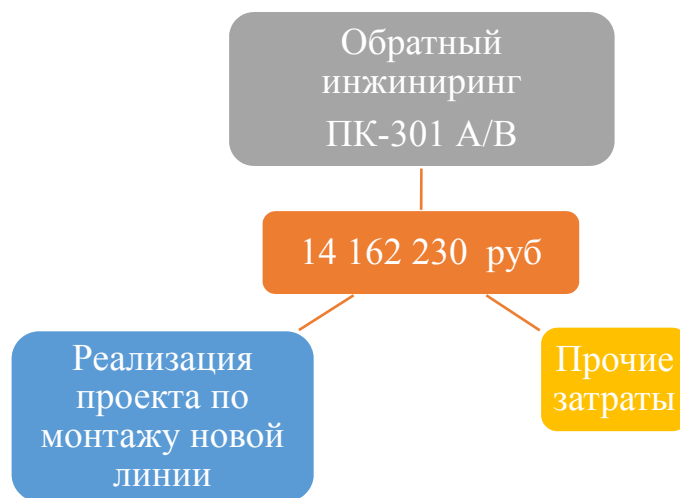 Обратный
инжиниринг
ПК-301 А/В
14 162 230 руб
Реализация
проекта по
монтажу новой
линии
Прочие
затраты